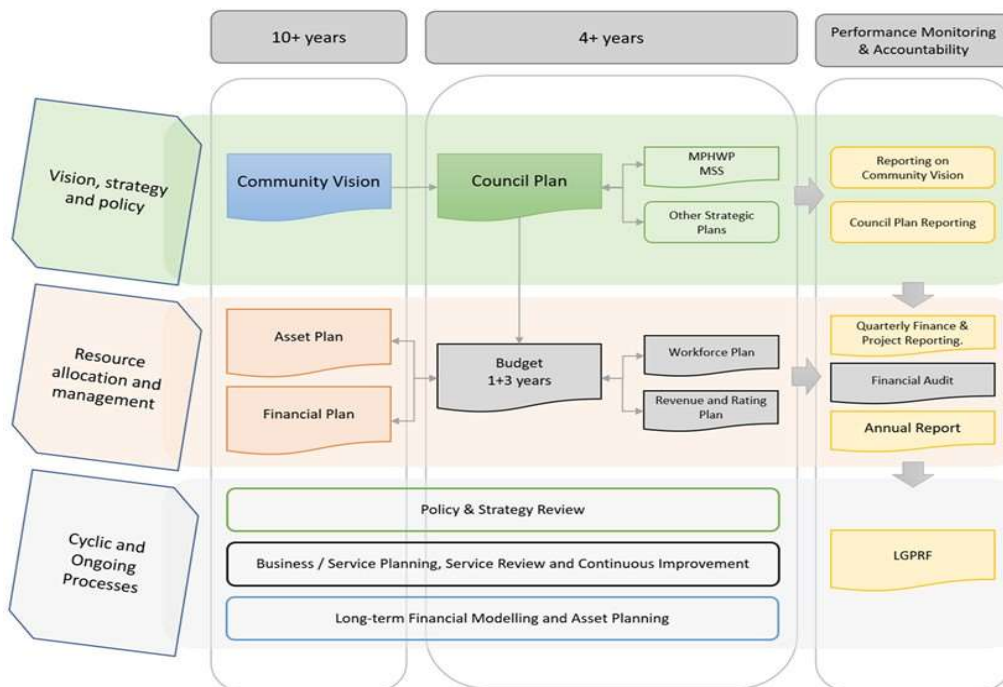 10+ years
4+ years
Performance Monitoring
& Accountability
Vision, strategy
and policy
Community Vision
Council Plan
MPHWP
MSS
Other Strategic
Plans
Reporting on
Community Vision
Council Plan Reporting
Resource
allocation and
management
Asset Plan
Financial Plan
Budget
1+3 years
Workforce Plan
Revenue and Rating
Plan
Quarterly Finance &
Project Reporting.
Financial Audit
Annual Report
Cyclic and
Ongoing
Processes
Policy & Strategy Review
Business / Service Planning, Service Review and Continuous Improvement
Long-term Financial Modelling and Asset Planning
LGPRF